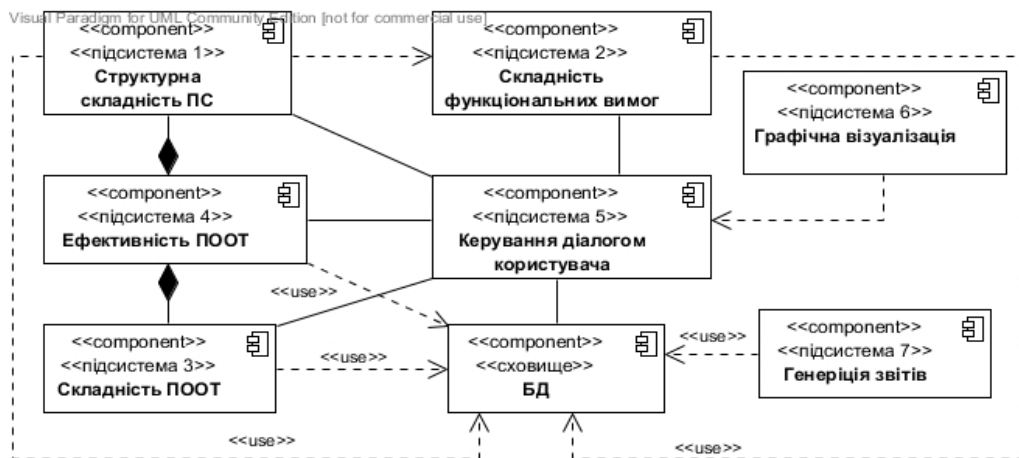 Visual Paradigm for UML Community Edition [not for commercial use]
<<component>>
<<підсистема 1>>
Структурна
складність ПС
<<component>>
<<підсистема 2>>
Складність
функціональних вимог
<<component>>
<<підсистема 6>>
Графічна візуалізація
<<component>>
<<підсистема 4>>
Ефективність ПООТ
<<component>>
<<підсистема 5>>
Керування діалогом
користувача
<<use>>
<<component>>
<<підсистема 3>>
Складність ПООТ
<<use>>
<<component>>
<<сховище>>
БД
<<use>>
<<component>>
<<підсистема 7>>
Генеріція звітів
<<use>>
<<use>>